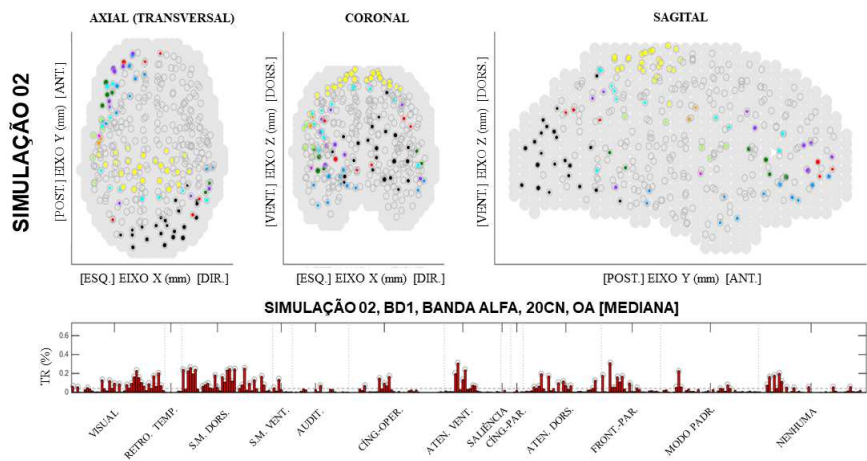 AXIAL (TRANSVERSAL)
CORONAL
SAGITAL
SIMULAÇÃO 02
[POST.] EIXO Y (mm) [ANT.]
[VENT.] EIXO Z (mm) [DORS.]
[VENT.] EIXO Z (mm) [DORS.]
[ESQ.] EIXO X (mm) [DIR.]
[ESQ.] EIXO X (mm) [DIR.]
[POST.] EIXO Y (mm) [ANT.]
SIMULAÇÃO 02, BD1, BANDA ALFA, 20CN, OA [MEDIANA]
TR (%)
0.6
0.4
0.2
0
VISUAL
RETRO. TEMP.
S.M. DORS.
S.M. VENT.
AUDIT.
CÍNG-OPER.
ATEN. VENT.
SALIÊNCIA
CÍNG-PAR.
ATEN. DORS.
FRONT.-PAR.
MODO PADR.
NENHUMA